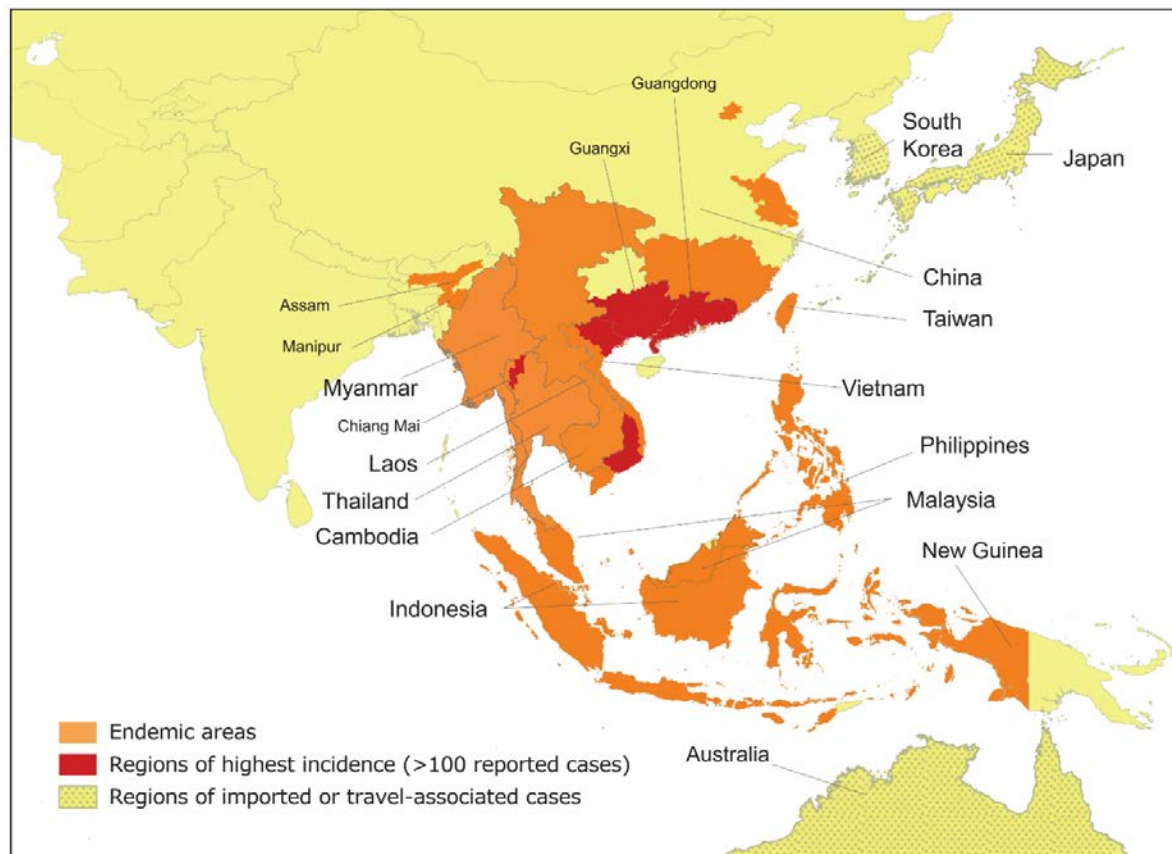 Guangdong
South
Korea
Japan
Guangxi
China
Assam
Taiwan
Manipur
Myanmar
Vietnam
Chiang Mai
Philippines
Laos
Thailand
Malaysia
Cambodia
New Guinea
Indonesia
Endemic areas
Australia
Regions of highest incidence (>100 reported cases)
Regions of imported or travel-associated cases